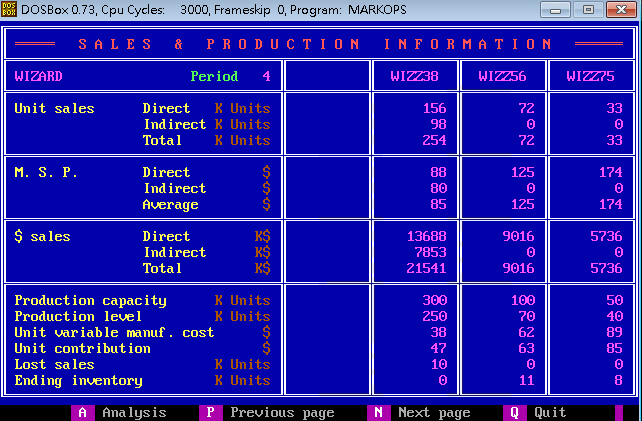 DOSBox 0.73, Cpu Cycles: 3000, Frameskip 0, Program: MARKOPS
SALES & PRODUCTION INFORMATION
WIZARD Period 4 WIZZ38 WIZZ56 WIZZ75
Unit sales Direct K Units 156 72 33
Indirect K Units 98 0 0
Total K Units 254 72 33
M. S. P. Direct $ 88 125 174
Indirect $ 80 0 0
Average $ 85 125 174
$ sales Direct K$ 13688 9016 5736
Indirect K$ 7853 0 0
Total K$ 21541 9016 5736
Production capacity K Units 300 100 50
Production level K Units 250 70 40
Unit variable manuf. cost $ 38 62 89
Unit contribution $ 47 63 85
Lost sales K Units 10 0 0
Ending inventory K Units 0 11 8
A Analysis P Previous page N Next page Q Quit